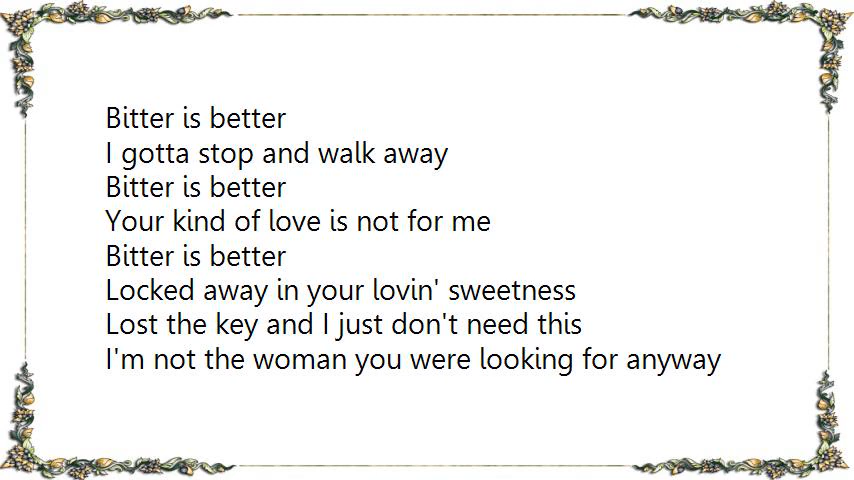 Bitter is better
I gotta stop and walk away
Bitter is better
Your kind of love is not for me
Bitter is better
Locked away in your lovin' sweetness
Lost the key and I just don't need this
I'm not the woman you were looking for anyway